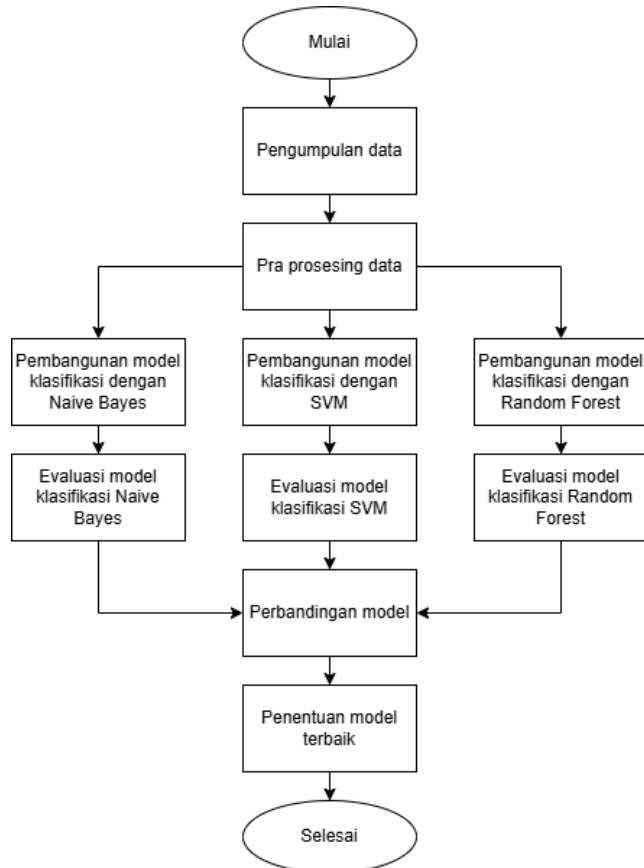 Mulai
Pengumpulan data
Pra prosesing data
Pembangunan model
klasifikasi dengan
Naive Bayes
Pembangunan model
klasifikasi dengan
SVM
Pembangunan model
klasifikasi dengan
Random Forest
Evaluasi model
klasifikasi Naive
Bayes
Evaluasi model
klasifikasi SVM
Evaluasi model
klasifikasi Random
Forest
Perbandingan model
Penentuan model
terbaik
Selesai